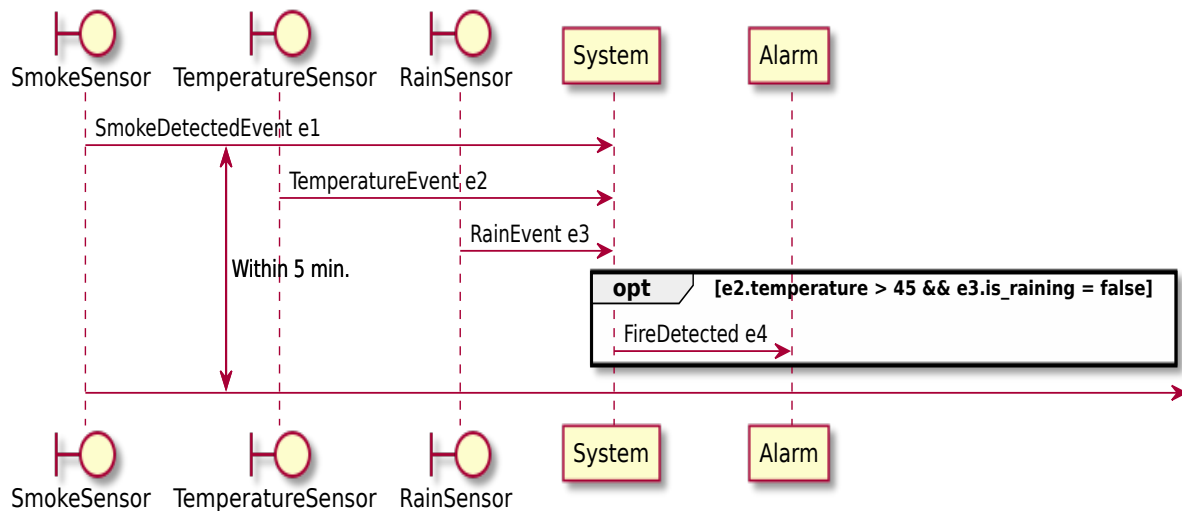 SmokeSensor TemperatureSensor RainSensor System Alarm
SmokeDetectedEvent e1
TemperatureEvent e2
RainEvent e3
Within 5 min.
opt [e2.temperature > 45 && e3.is_raining = false]
FireDetected e4
SmokeSensor TemperatureSensor RainSensor System Alarm